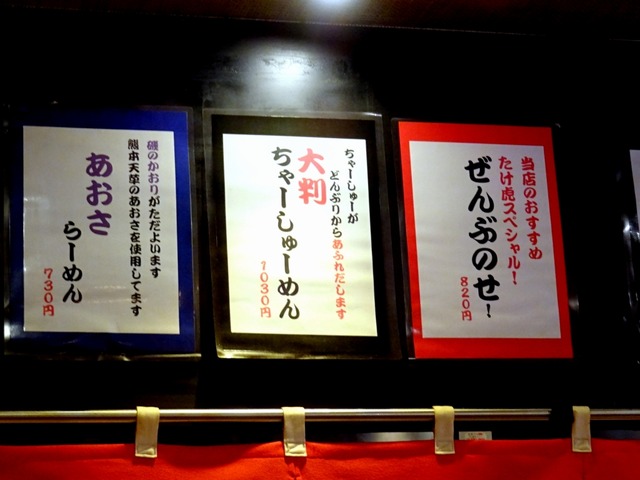 当店のおすすめ
たけ虎スペシャル！
ぜんぶのせ！
820円
ちゃーしゅーが
どんぶりからあふれだします
大判
ちゃーしゅーめん
1030円
磯のかおりがただよいます
熊本天草のあおさを使用してます
あおさ
らーめん
730円